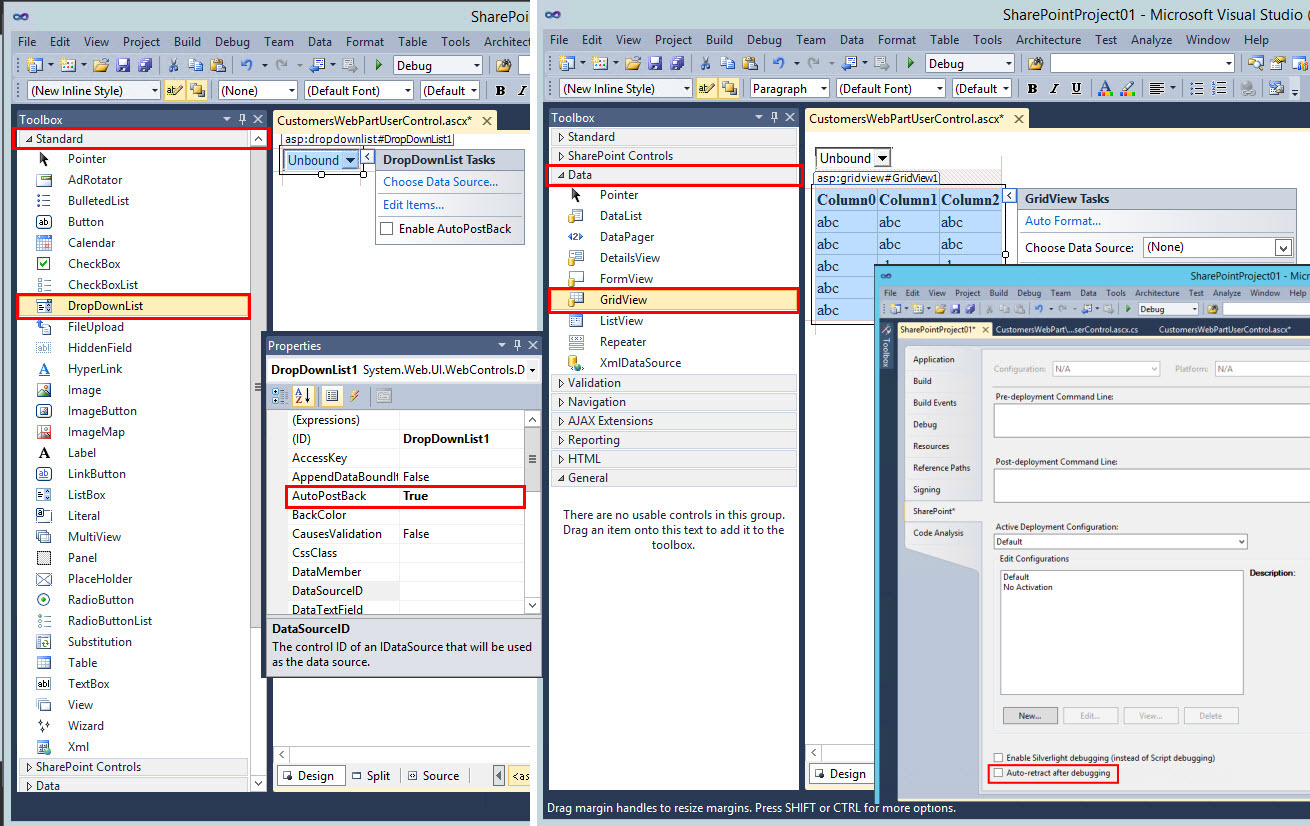 SharePoi
File Edit View Project Build Debug Team Data Format Table Tools Architect
Debug
(New Inline Style) (None) (Default Font) (Default B I
Toolbox
Standard
Pointer
AdRotator
BulletedList
Button
Calendar
CheckBox
CheckBoxList
DropDownList
FileUpload
HiddenField
HyperLink
Image
ImageButton
ImageMap
Label
LinkButton
ListBox
Literal
MultiView
Panel
PlaceHolder
RadioButton
RadioButtonList
Substitution
Table
TextBox
View
Wizard
Xml
SharePoint Controls
Data
CustomersWebPartUserControl.ascx*
asp:dropdownlist#DropDownList1
Unbound
DropDownList Tasks
Choose Data Source...
Edit Items...
Enable AutoPostBack
Properties
DropDownList1 System.Web.UI.WebControls.D
(Expressions)
(ID) DropDownList1
AccessKey
AppendDataBoundIt False
AutoPostBack True
BackColor
CausesValidation False
CssClass
DataMember
DataSourceID
DataTextField
DataSourceID
The control ID of an IDataSource that will be used
as the data source.
Design Split Source <as
SharePointProject01 - Microsoft Visual Studio (
File Edit View Project Build Debug Team Data Format Table Tools Architecture Test Analyze Window Help
Debug
(New Inline Style) Paragraph (Default Font) (Default B I U A
Toolbox
Standard
SharePoint Controls
Data
Pointer
DataList
DataPager
DetailsView
FormView
GridView
ListView
Repeater
XmlDataSource
Validation
Navigation
AJAX Extensions
Reporting
HTML
General
There are no usable controls in this group.
Drag an item onto this text to add it to the
toolbox.
CustomersWebPartUserControl.ascx*
Unbound
asp:gridview#GridView1
Column0 Column1 Column2
abc abc abc
abc abc abc
abc
abc
abc
GridView Tasks
Auto Format...
Choose Data Source: (None)
Design
Drag margin handles to resize margins. Press SHIFT or CTRL for more options.
SharePointProject01 - Micr
File Edit View Project Build Debug Team Data Tools Architecture Test Analyze Window Help
Debug
Toolbox
SharePointProject01* CustomersWebPart\...serControl.ascx.cs CustomersWebPartUserControl.ascx*
Application
Build
Build Events
Debug
Resources
Reference Paths
Signing
SharePoint*
Code Analysis
Configuration: N/A Platform: N/A
Pre-deployment Command Line:
Post-deployment Command Line:
Active Deployment Configuration:
Default
Edit Configurations
Default
No Activation
Description:
New... Edit... View... Delete
Enable Silverlight debugging (instead of Script debugging)
Auto-retract after debugging